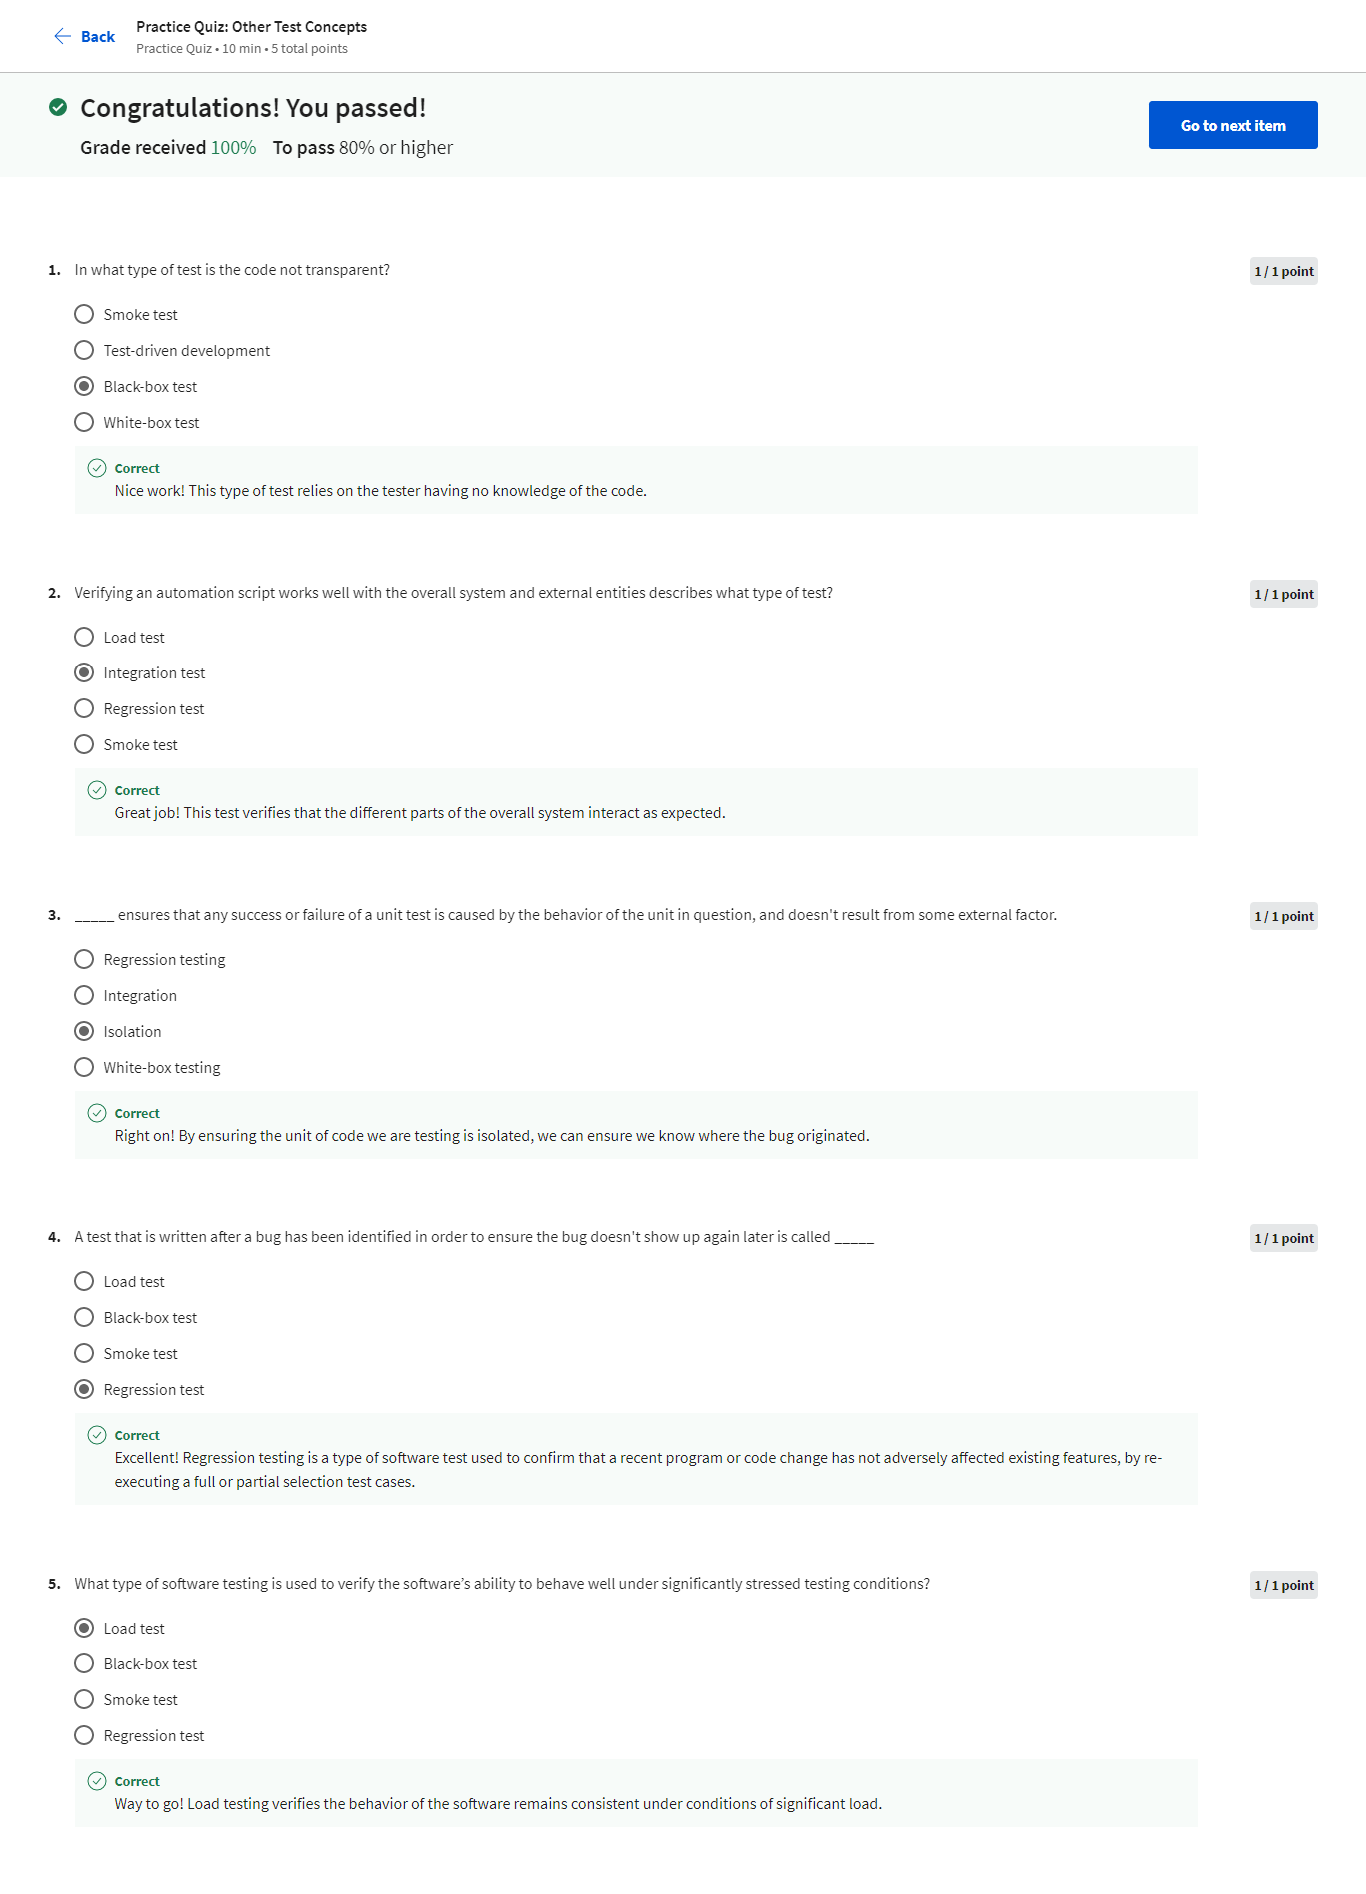 Back
Practice Quiz: Other Test Concepts
Practice Quiz • 10 min • 5 total points
Congratulations! You passed!
Grade received 100% To pass 80% or higher
Go to next item
1. In what type of test is the code not transparent?
1 / 1 point
Smoke test
Test-driven development
Black-box test
White-box test
Correct
Nice work! This type of test relies on the tester having no knowledge of the code.
2. Verifying an automation script works well with the overall system and external entities describes what type of test?
1 / 1 point
Load test
Integration test
Regression test
Smoke test
Correct
Great job! This test verifies that the different parts of the overall system interact as expected.
3. _____ ensures that any success or failure of a unit test is caused by the behavior of the unit in question, and doesn't result from some external factor.
1 / 1 point
Regression testing
Integration
Isolation
White-box testing
Correct
Right on! By ensuring the unit of code we are testing is isolated, we can ensure we know where the bug originated.
4. A test that is written after a bug has been identified in order to ensure the bug doesn't show up again later is called _____
1 / 1 point
Load test
Black-box test
Smoke test
Regression test
Correct
Excellent! Regression testing is a type of software test used to confirm that a recent program or code change has not adversely affected existing features, by re-
executing a full or partial selection test cases.
5. What type of software testing is used to verify the software’s ability to behave well under significantly stressed testing conditions?
1 / 1 point
Load test
Black-box test
Smoke test
Regression test
Correct
Way to go! Load testing verifies the behavior of the software remains consistent under conditions of significant load.